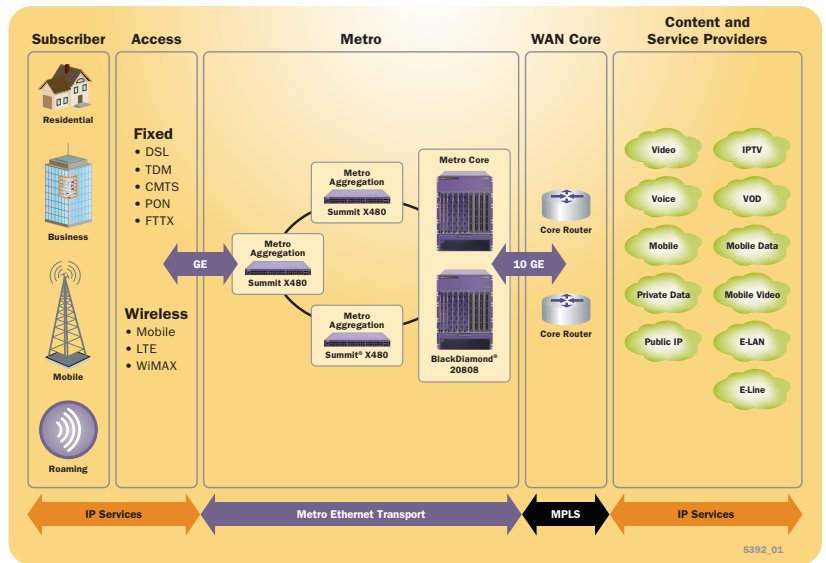 Subscriber
Access
Metro
WAN Core
Content and
Service Providers
Residential
Business
Mobile
Roaming
Fixed
• DSL
• TDM
• CMTS
• PON
• FTTX
Wireless
• Mobile
• LTE
• WiMAX
GE
Metro
Aggregation
Summit X480
Metro
Aggregation
Summit X480
Metro
Aggregation
Summit® X480
Metro Core
BlackDiamond®
20808
10 GE
Core Router
Core Router
Video
IPTV
Voice
VOD
Mobile
Mobile Data
Private Data
Mobile Video
Public IP
E-LAN
E-Line
IP Services
Metro Ethernet Transport
MPLS
IP Services
5392_01